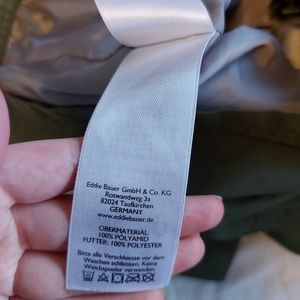 Eddie Bauer GmbH & Co. KG
Rotwandweg 3a
82024 Taufkirchen
GERMANY
www.eddiebauer.de
OBERMATERIAL:
100% POLYAMID
FUTTER: 100% POLYESTER
Bitte alle Verschlüsse vor dem
Waschen schliessen. Keine
Weichspüler verwenden.